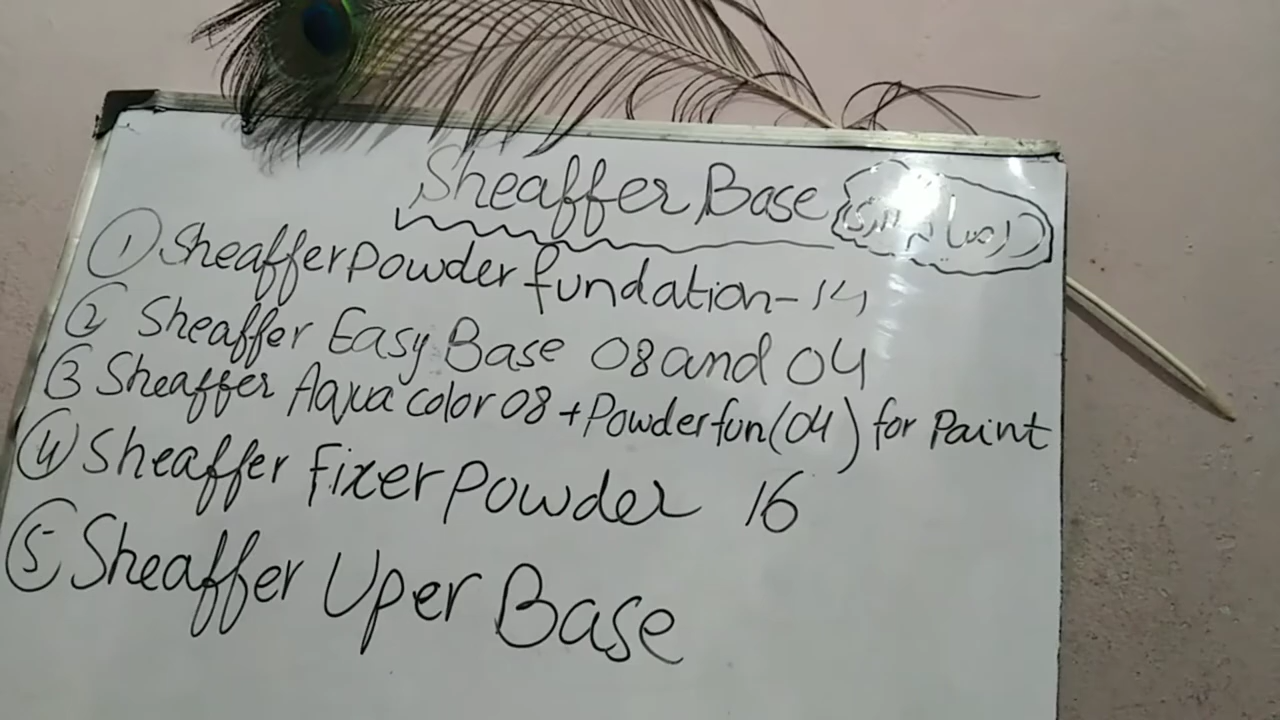 Sheaffer Base
① Sheaffer Powder fundation - 14
② Sheaffer Easy Base 08 and 04
③ Sheaffer Aqua color 08 + Powder fun (04) for Paint
④ Sheaffer Fixer Powder 16
⑤ Sheaffer Uper Base